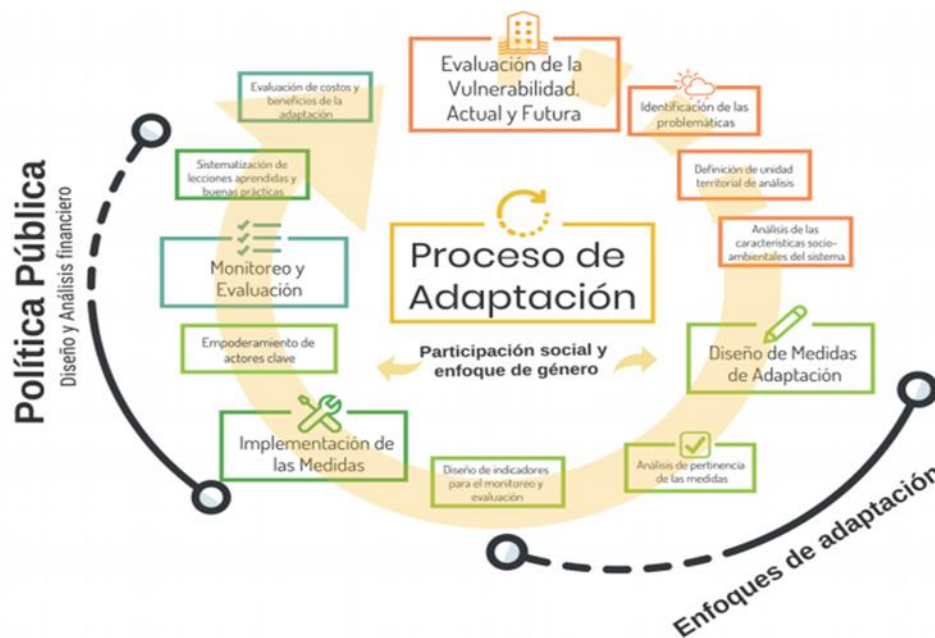 Evaluación de la
Vulnerabilidad.
Actual y Futura
Identificación de las
problemáticas
Definición de unidad
territorial de análisis
Análisis de las
características socio-
ambientales del sistema
Diseño de Medidas
de Adaptación
Análisis de pertinencia
de las medidas
Diseño de indicadores
para el monitoreo y
evaluación
Implementación de
las Medidas
Empoderamiento de
actores clave
Monitoreo y
Evaluación
Sistematización de
lecciones aprendidas y
buenas prácticas
Evaluación de costos y
beneficios de la
adaptación
Proceso de
Adaptación
Participación social y
enfoque de género
Política Pública
Diseño y Análisis financiero
Enfoques de adaptación